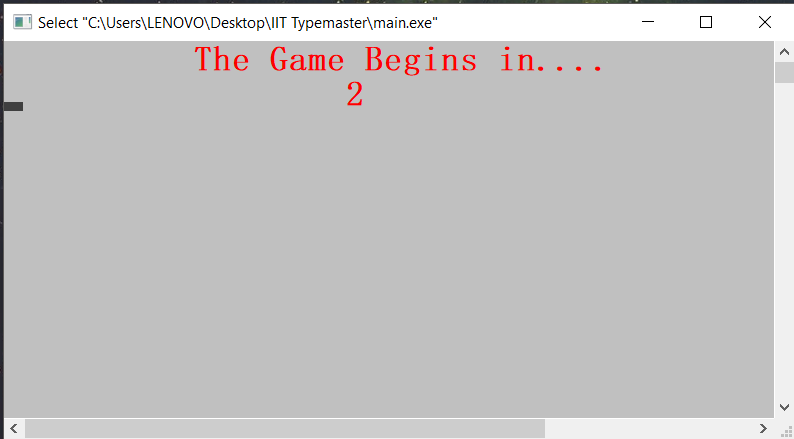 Select "C:\Users\LENOVO\Desktop\IIT Typemaster\main.exe"
The Game Begins in....
2